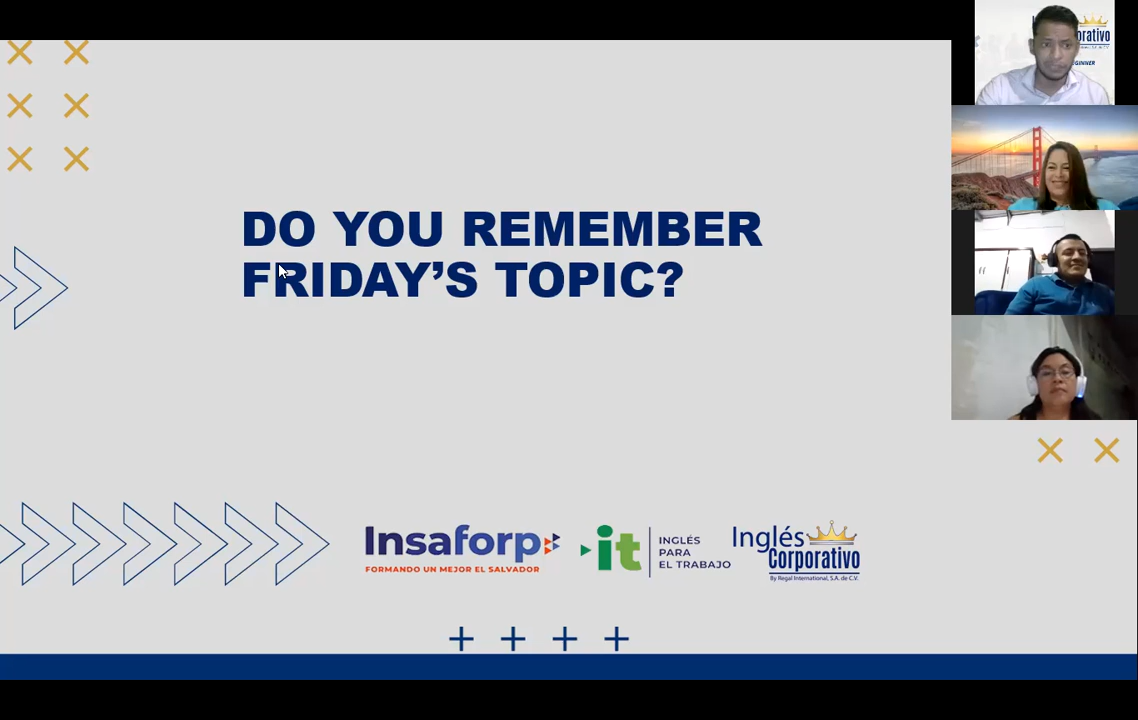 DO YOU REMEMBER
FRIDAY'S TOPIC?
Insaforp
FORMANDO UN MEJOR EL SALVADOR
it
INGLÉS
PARA
EL TRABAJO
Inglés
Corporativo
By Regal International, S.A. de C.V.